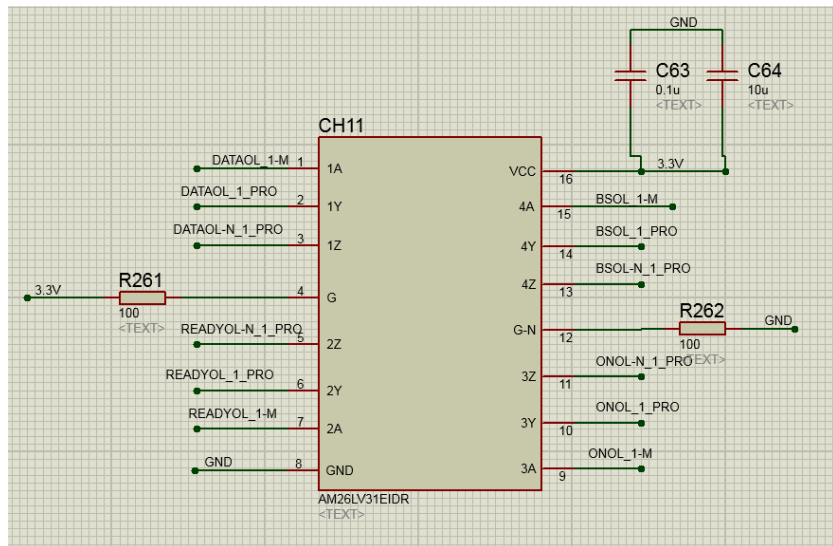 GND
C63
0.1u
<TEXT>
C64
10u
<TEXT>
CH11
DATAOL_1-M 1 1A
DATAOL_1_PRO 2 1Y
DATAOL-N_1_PRO 3 1Z
3.3V
R261
100
<TEXT>
4 G
READYOL-N_1_PRO 5 2Z
READYOL_1_PRO 6 2Y
READYOL_1-M 7 2A
GND 8 GND
VCC 16 3.3V
4A 15 BSOL_1-M
4Y 14 BSOL_1_PRO
4Z 13 BSOL-N_1_PRO
G-N 12
R262
100
<TEXT>
GND
3Z 11 ONOL-N_1_PRO
3Y 10 ONOL_1_PRO
3A 9 ONOL_1-M
AM26LV31EIDR
<TEXT>